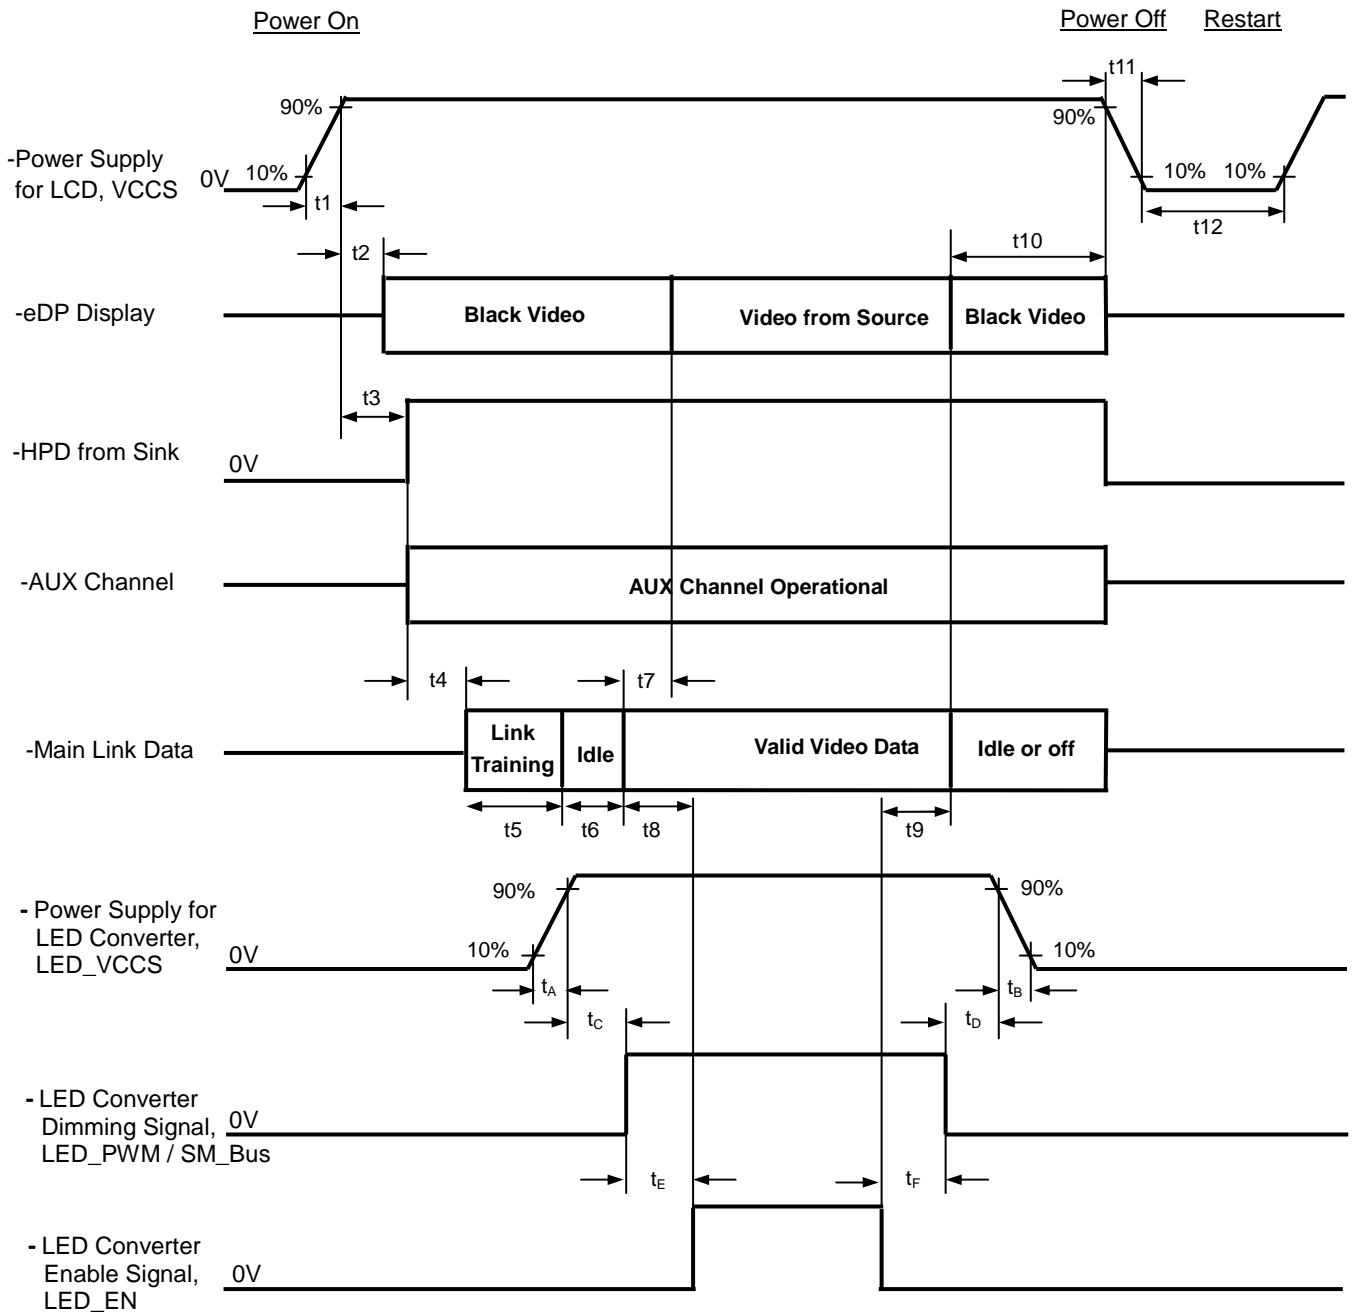 Power On
Power Off
Restart
t11
90%
90%
-Power Supply
for LCD, VCCS
0V
10%
10%
10%
t1
t12
t2
t10
-eDP Display
Black Video
Video from Source
Black Video
t3
-HPD from Sink
0V
-AUX Channel
AUX Channel Operational
t4
t7
-Main Link Data
Link
Training
Idle
Valid Video Data
Idle or off
t5
t6
t8
t9
90%
90%
- Power Supply for
LED Converter,
LED_VCCS
0V
10%
10%
tA
tB
tC
tD
- LED Converter
Dimming Signal,
LED_PWM / SM_Bus
0V
tE
tF
- LED Converter
Enable Signal,
LED_EN
0V